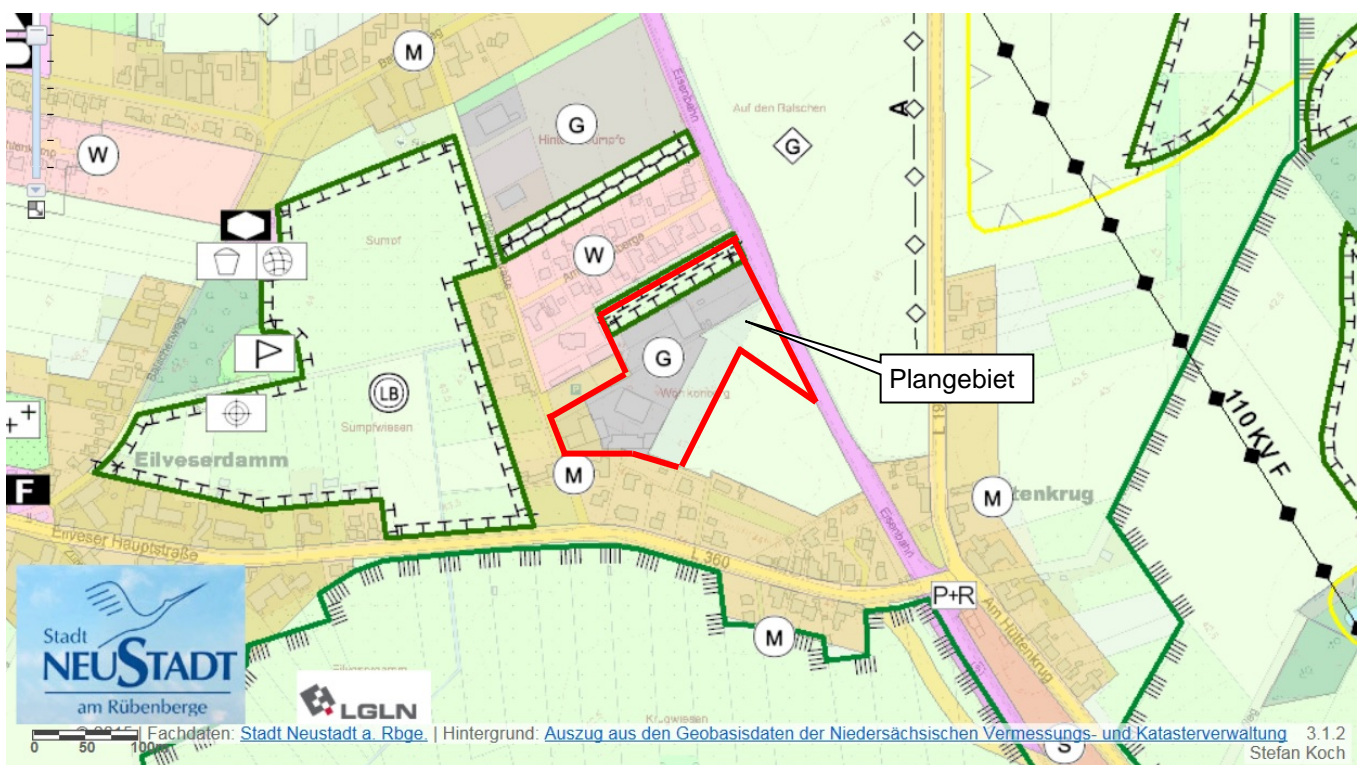 M
G
W
Eisenbahn
Auf den Balschen
G
A
W
Sumpf
G
LB
Sumpfwiesen
Plangebiet
Eilveserdamm
M
F
M
110 KV F
Eilveser Hauptstraße
L 360
Eisenbahn
P+R
Am Hüttenkrug
M
Stadt
NEUSTADT
am Rübenberge
LGLN
Krugwiesen
S
Fachdaten: Stadt Neustadt a. Rbge. | Hintergrund: Auszug aus den Geobasisdaten der Niedersächsischen Vermessungs- und Katasterverwaltung 3.1.2
0 50 100m
Stefan Koch